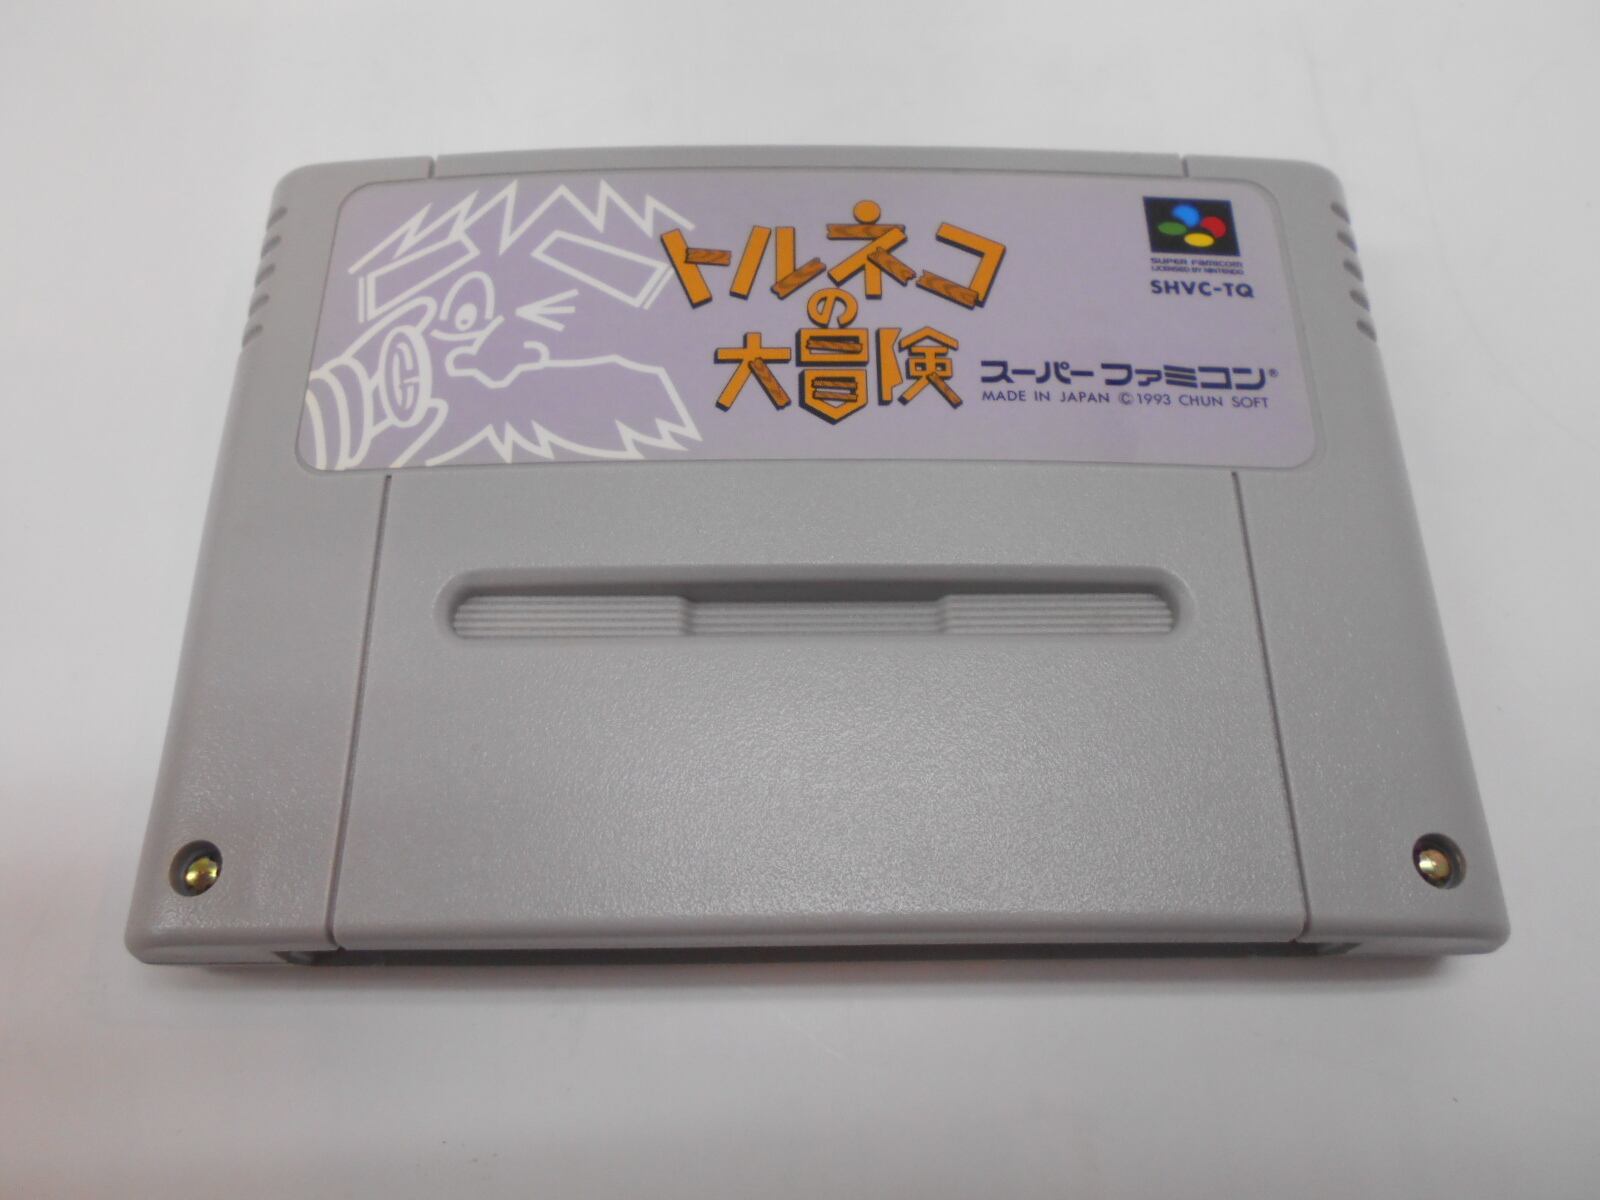 トルネコ
の
大冒険
SUPER FAMICOM
LICENSED BY NINTENDO
SHVC-TQ
スーパーファミコン®
MADE IN JAPAN ©1993 CHUN SOFT